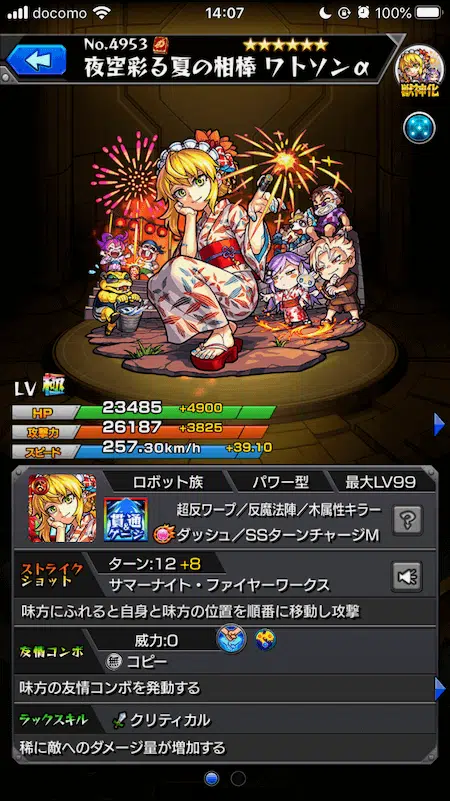 docomo 14:07 100%
No.4953 ★★★★★★
夜空彩る夏の相棒 ワトソンα
獣神化
LV 極
HP 23485 +4900
攻撃力 26187 +3825
スピード 257.30km/h +39.10
ロボット族 パワー型 最大LV99
貫通&ゲージ 超反ワープ/反魔法陣/木属性キラー ?
ダッシュ/SSターンチャージM
ストライクショット ターン:12 +8
サマーナイト・ファイヤーワークス
味方にふれると自身と味方の位置を順番に移動し攻撃
友情コンボ 威力:0
コピー
味方の友情コンボを発動する
ラックスキル クリティカル
稀に敵へのダメージ量が増加する